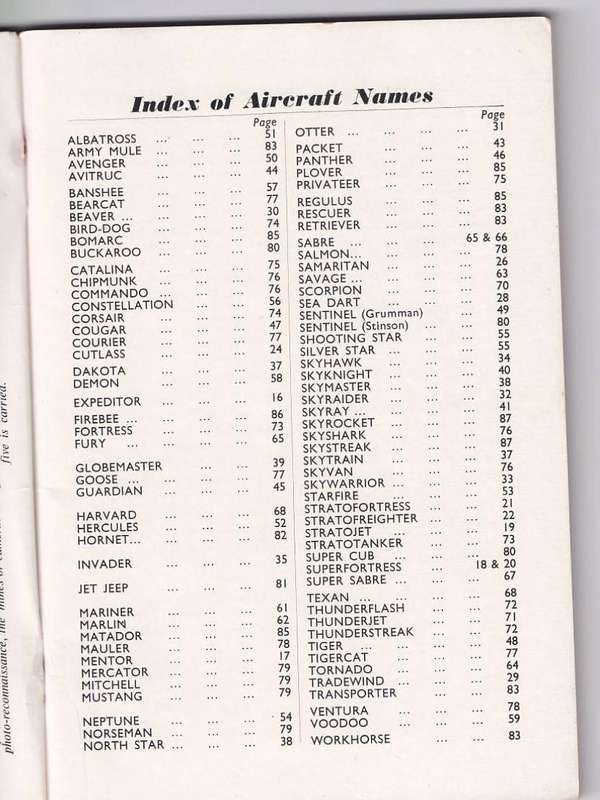 Index of Aircraft Names
Page
ALBATROSS ... ... ... 51
ARMY MULE ... ... ... 83
AVENGER ... ... ... 50
AVITRUC ... ... ... 44
BANSHEE ... ... ... 57
BEARCAT ... ... ... 77
BEAVER ... ... ... ... 30
BIRD-DOG ... ... ... 74
BOMARC ... ... ... 85
BUCKAROO ... ... ... 80
CATALINA ... ... ... 75
CHIPMUNK ... ... ... 76
COMMANDO ... ... ... 76
CONSTELLATION ... ... 56
CORSAIR ... ... ... 74
COUGAR ... ... ... 47
COURIER ... ... ... 77
CUTLASS ... ... ... 24
DAKOTA ... ... ... 37
DEMON ... ... ... 58
EXPEDITOR ... ... ... 16
FIREBEE ... ... ... ... 86
FORTRESS ... ... ... 73
FURY ... ... ... ... 65
GLOBEMASTER ... ... 39
GOOSE ... ... ... ... 77
GUARDIAN ... ... ... 45
HARVARD ... ... ... 68
HERCULES ... ... ... 52
HORNET... ... ... ... 82
INVADER ... ... ... 35
JET JEEP ... ... ... 81
MARINER ... ... ... 61
MARLIN ... ... ... 62
MATADOR ... ... ... 85
MAULER ... ... ... 78
MENTOR ... ... ... 17
MERCATOR ... ... ... 79
MITCHELL ... ... ... 79
MUSTANG ... ... ... 79
NEPTUNE ... ... ... 54
NORSEMAN ... ... ... 79
NORTH STAR ... ... ... 38
Page
OTTER ... ... ... ... 31
PACKET ... ... ... 43
PANTHER ... ... ... 46
PLOVER ... ... ... 85
PRIVATEER ... ... ... 75
REGULUS ... ... ... 85
RESCUER ... ... ... 83
RETRIEVER ... ... ... 83
SABRE ... ... ... 65 & 66
SALMON... ... ... ... 78
SAMARITAN ... ... ... 26
SAVAGE ... ... ... ... 63
SCORPION ... ... ... 70
SEA DART ... ... ... 28
SENTINEL (Grumman) ... 49
SENTINEL (Stinson) ... ... 80
SHOOTING STAR ... ... 55
SILVER STAR ... ... ... 55
SKYHAWK ... ... ... 34
SKYKNIGHT ... ... ... 40
SKYMASTER ... ... ... 38
SKYRAIDER ... ... ... 32
SKYRAY ... ... ... ... 41
SKYROCKET ... ... ... 87
SKYSHARK ... ... ... 76
SKYSTREAK ... ... ... 87
SKYTRAIN ... ... ... 37
SKYVAN ... ... ... 76
SKYWARRIOR ... ... ... 33
STARFIRE ... ... ... 53
STRATOFORTRESS ... ... 21
STRATOFREIGHTER ... ... 22
STRATOJET ... ... ... 19
STRATOTANKER ... ... 73
SUPER CUB ... ... ... 80
SUPERFORTRESS ... 18 & 20
SUPER SABRE ... ... ... 67
TEXAN ... ... ... ... 68
THUNDERFLASH ... ... 72
THUNDERJET ... ... 71
THUNDERSTREAK ... ... 72
TIGER ... ... ... ... 48
TIGERCAT ... ... ... 77
TORNADO ... ... ... 64
TRADEWIND ... ... ... 29
TRANSPORTER ... ... 83
VENTURA ... ... ... 78
VOODOO ... ... ... 59
WORKHORSE ... ... 83
five is carried.
photo-reconnaissance, the